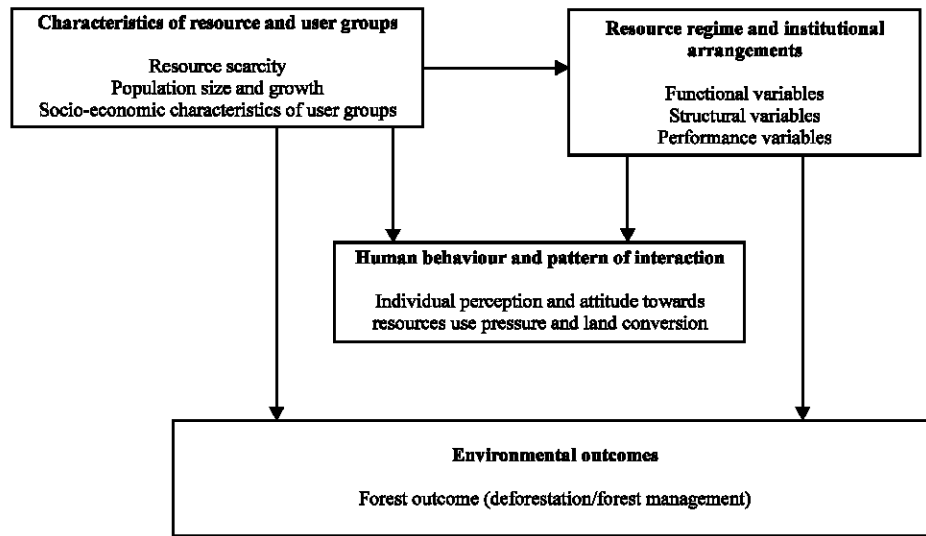 Characteristics of resource and user groups
Resource scarcity
Population size and growth
Socio-economic characteristics of user groups
Resource regime and institutional
arrangements
Functional variables
Structural variables
Performance variables
Human behaviour and pattern of interaction
Individual perception and attitude towards
resources use pressure and land conversion
Environmental outcomes
Forest outcome (deforestation/forest management)